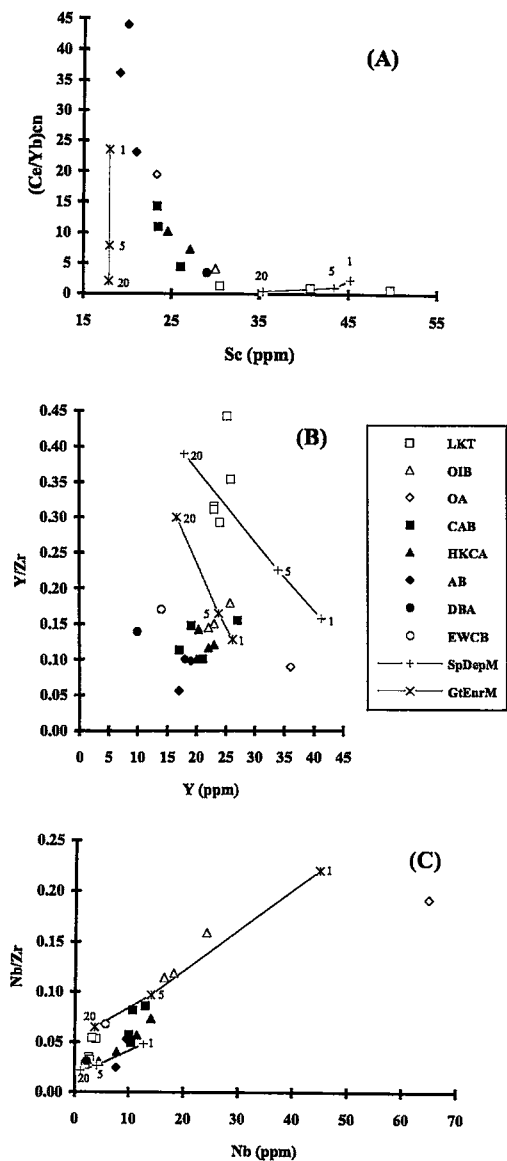 (A)
(Ce/Yb)cn
45
40
35
30
25
20
15
10
5
0
1
5
20
20
5
1
15
25
35
45
55
Sc (ppm)
(B)
Y/Zr
0.45
0.40
0.35
0.30
0.25
0.20
0.15
0.10
0.05
0.00
20
20
5
5
1
1
0 5 10 15 20 25 30 35 40 45
Y (ppm)
LKT
OIB
OA
CAB
HKCA
AB
DBA
EWCB
SpDepM
GtEnrM
(C)
Nb/Zr
0.25
0.20
0.15
0.10
0.05
0.00
1
5
20
1
5
20
0 10 20 30 40 50 60 70
Nb (ppm)